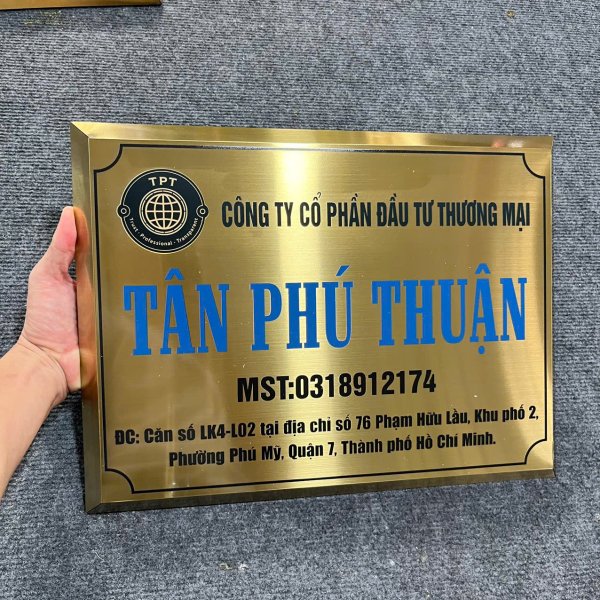 TPT
Trust - Professional - Transparent
CÔNG TY CỔ PHẦN ĐẦU TƯ THƯƠNG MẠI
TÂN PHÚ THUẬN
MST:0318912174
ĐC: Căn số LK4-L02 tại địa chỉ số 76 Phạm Hữu Lầu, Khu phố 2,
Phường Phú Mỹ, Quận 7, Thành phố Hồ Chí Minh.